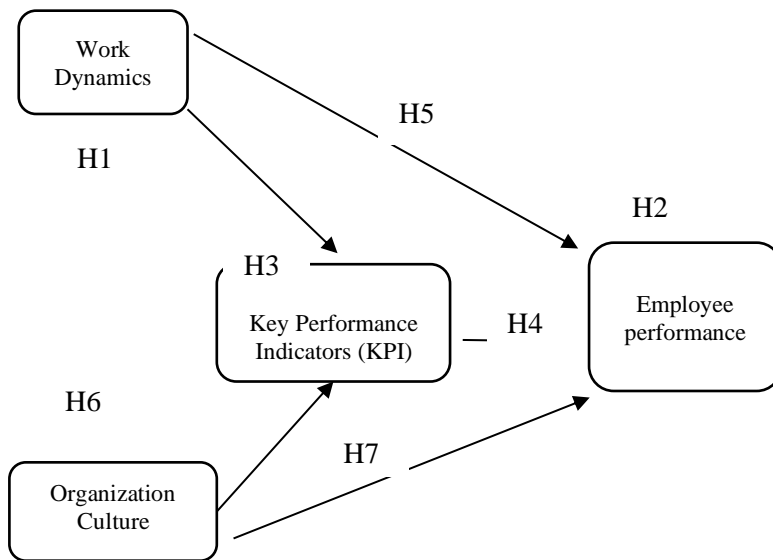 Work
Dynamics
H5
H1
H2
H3
Key Performance
Indicators (KPI)
H4
Employee
performance
H6
H7
Organization
Culture